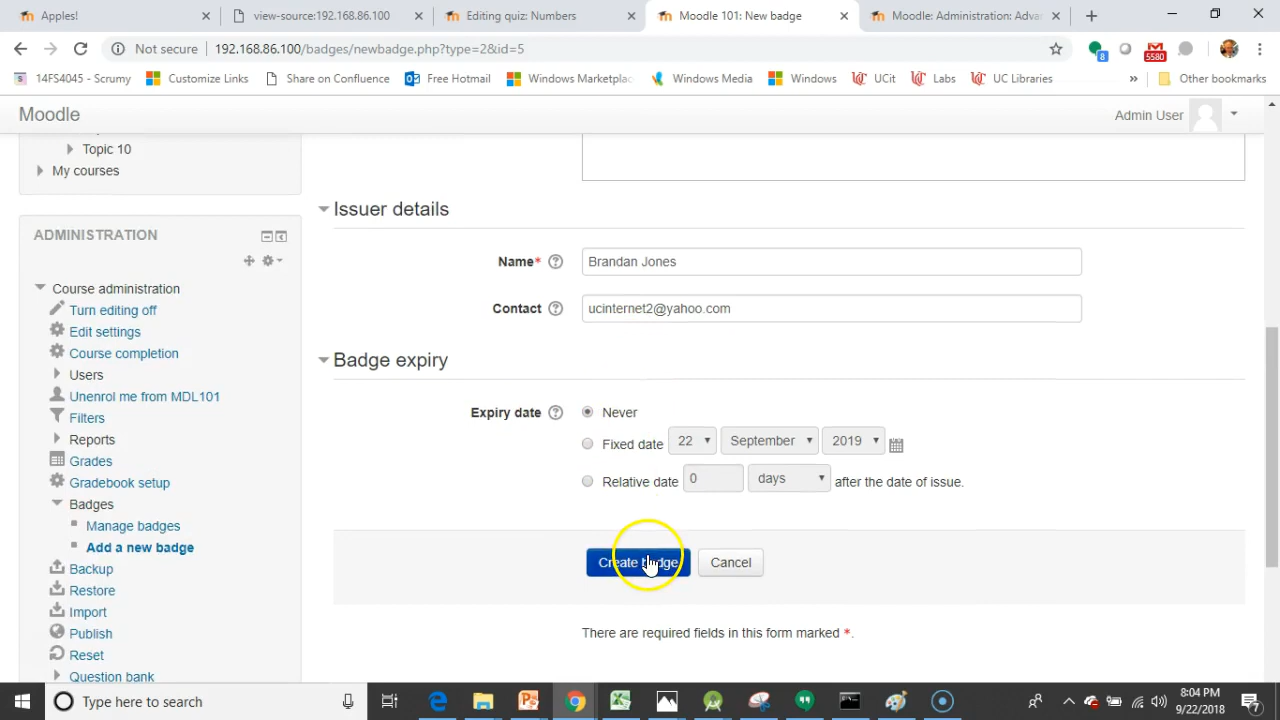 Apples!
view-source:192.168.86.100
Editing quiz: Numbers
Moodle 101: New badge
Moodle: Administration: Adva
Not secure
192.168.86.100/badges/newbadge.php?type=2&id=5
8
5580
14FS4045 - Scrumy
Customize Links
Share on Confluence
Free Hotmail
Windows Marketplac
Windows Media
Windows
UCit
Labs
UC Libraries
»
Other bookmarks
Moodle
Admin User
Topic 10
My courses
ADMINISTRATION
Course administration
Turn editing off
Edit settings
Course completion
Users
Unenrol me from MDL101
Filters
Reports
Grades
Gradebook setup
Badges
Manage badges
Add a new badge
Backup
Restore
Import
Publish
Reset
Question bank
Issuer details
Name*
Brandan Jones
Contact
ucinternet2@yahoo.com
Badge expiry
Expiry date
Never
Fixed date 22 September 2019
Relative date 0 days after the date of issue.
Create badge
Cancel
There are required fields in this form marked *.
Type here to search
8:04 PM
9/22/2018
7